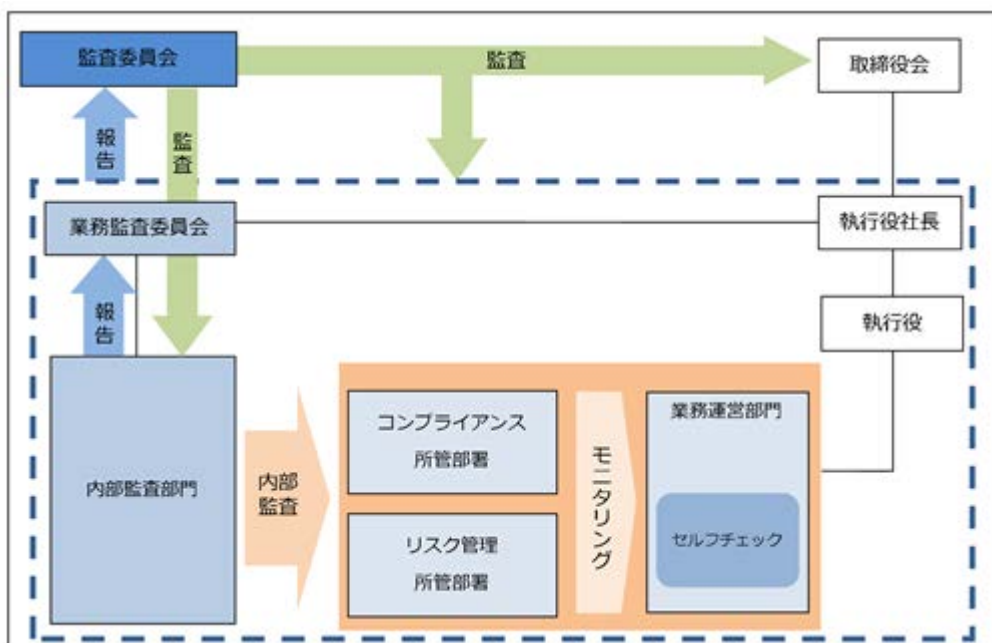 監査委員会
監査
取締役会
報告
監査
業務監査委員会
執行役社長
報告
執行役
内部監査部門
内部
監査
コンプライアンス
所管部署
リスク管理
所管部署
モニタリング
業務運営部門
セルフチェック